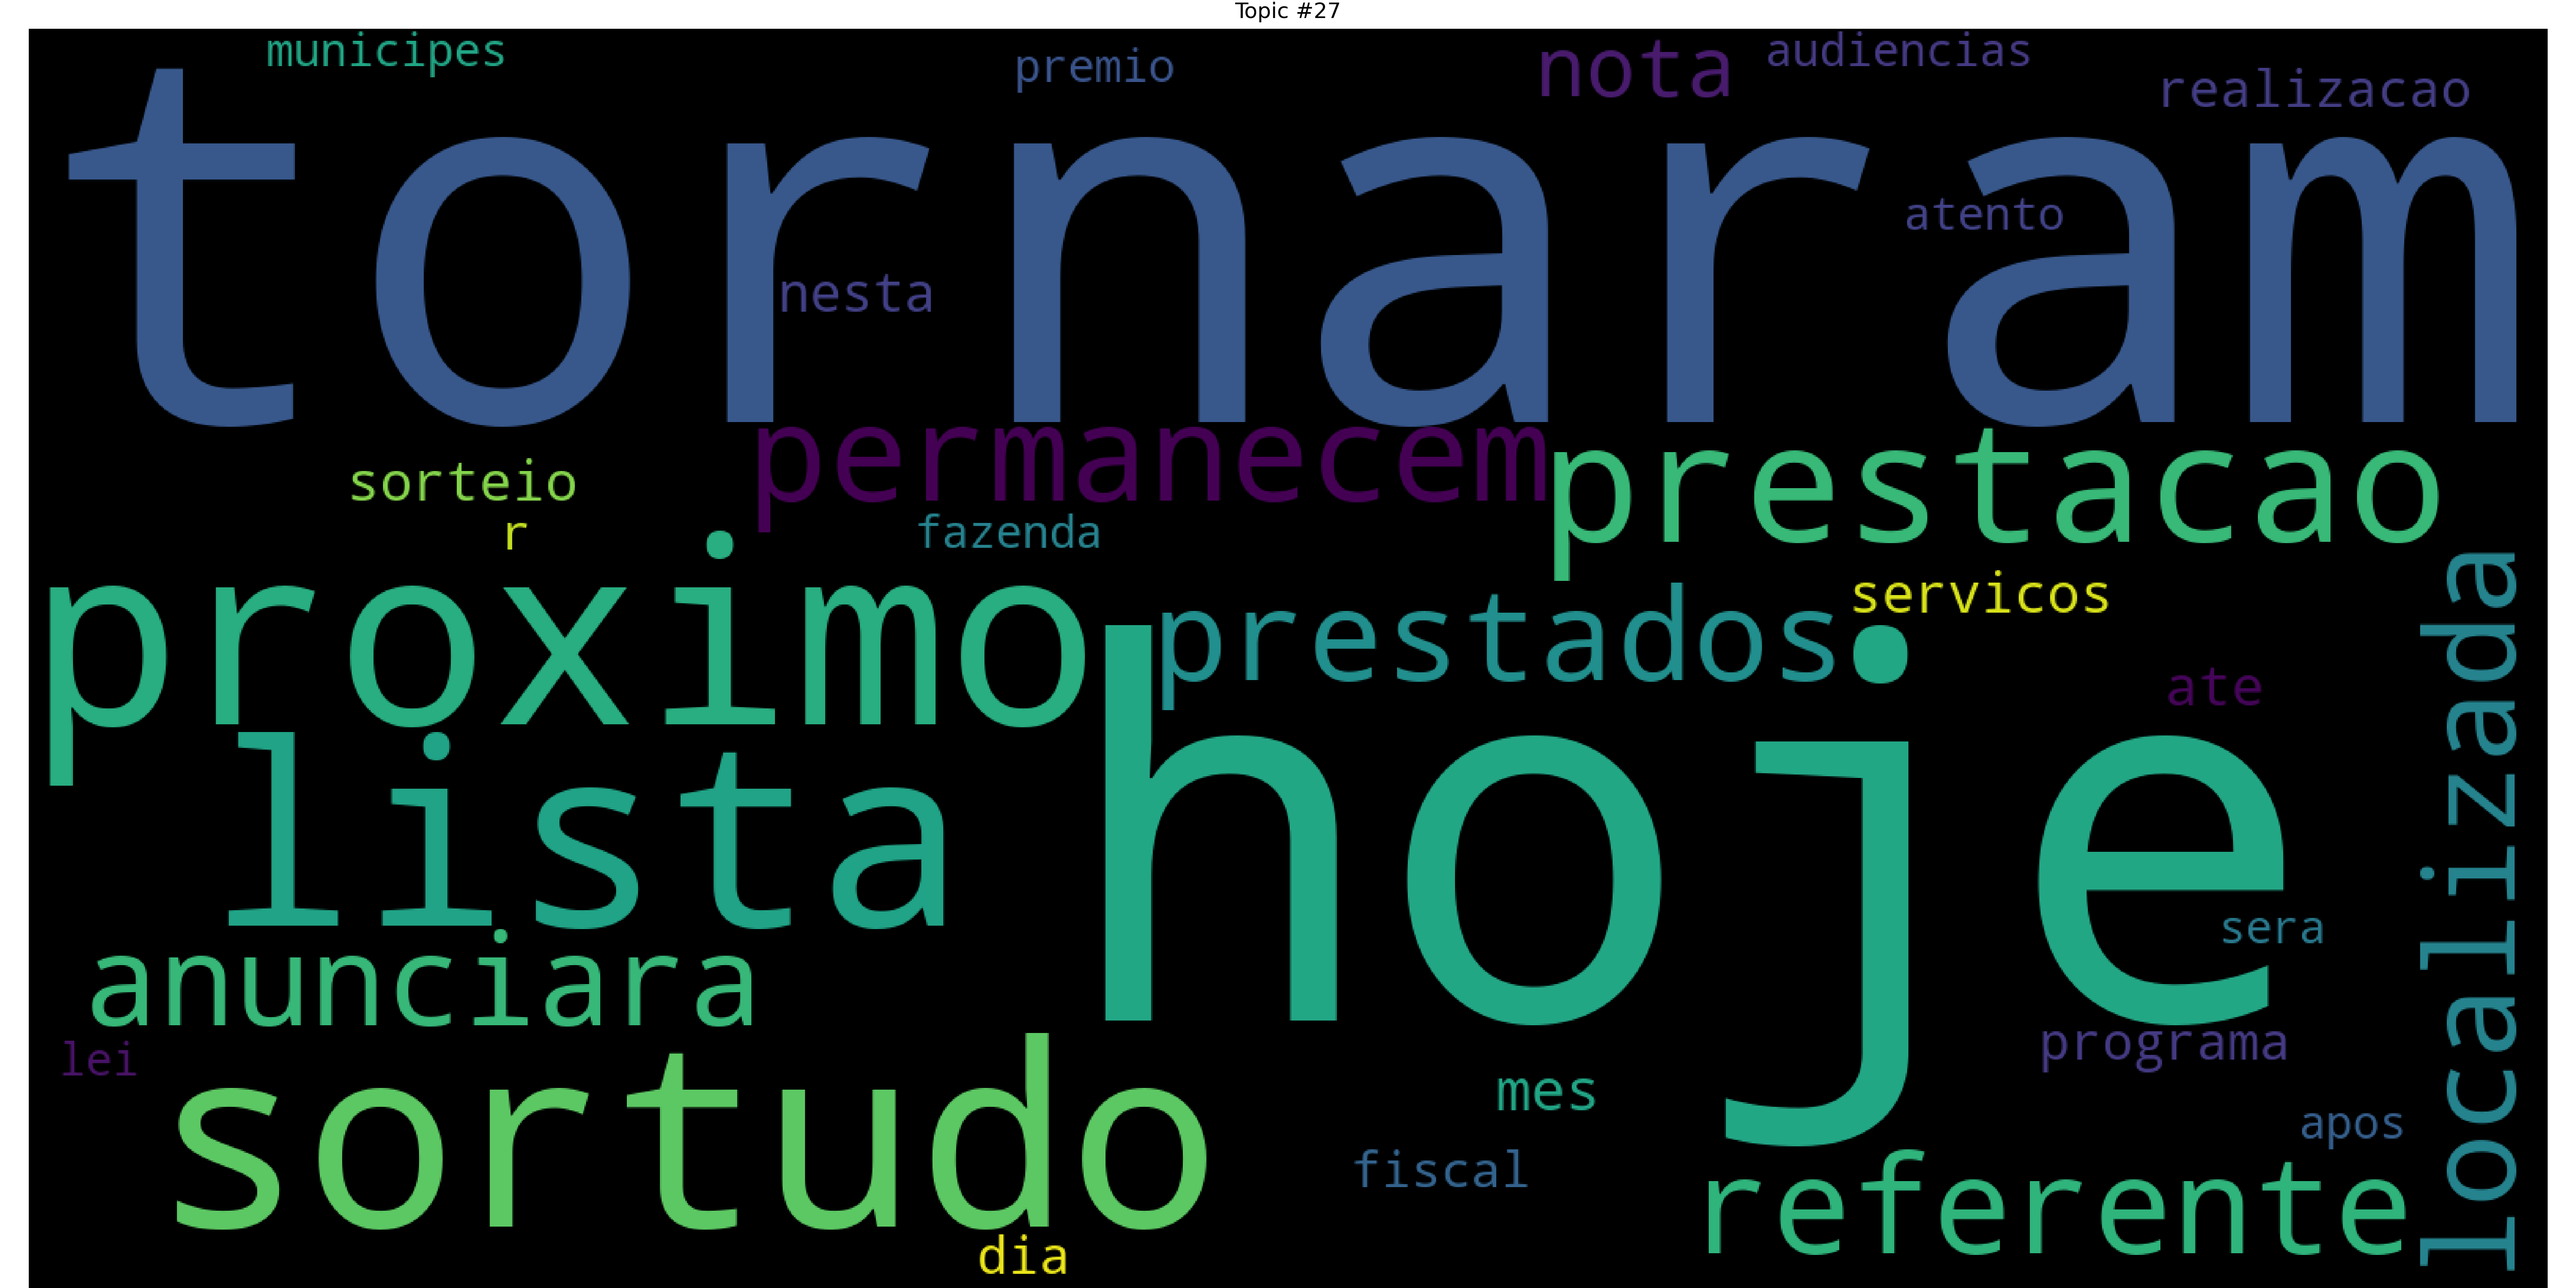 Topic #27
municipes
premio
nota
audiencias
realizacao
tornaram
atento
nesta
permanecem
prestacao
sorteio
r
fazenda
proximo
prestados
servicos
localizada
ate
lista
hoje
sera
anunciara
lei
programa
sortudo
mes
apos
fiscal
referente
dia